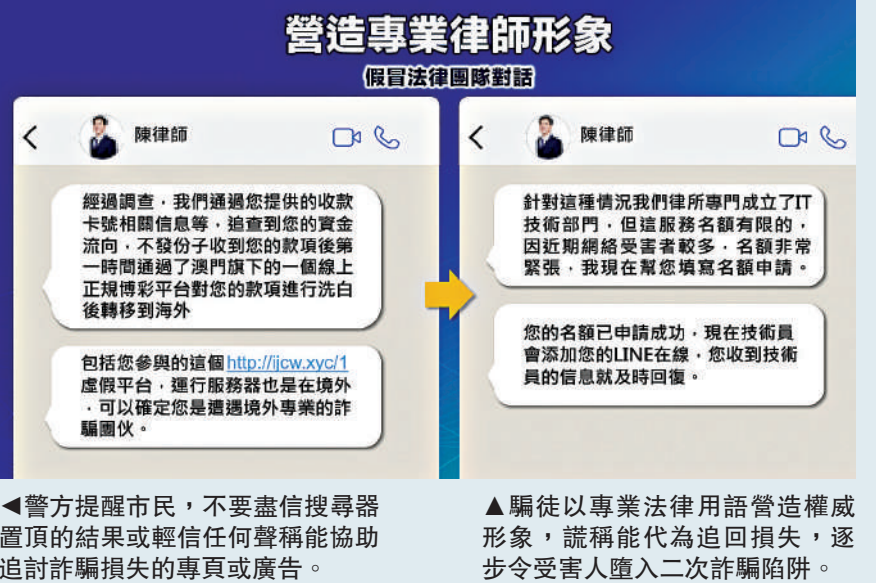 營造專業律師形象
假冒法律團隊對話
陳律師
經過調查，我們通過您提供的收款
卡號相關信息等，追查到您的實金
流向，不發份子收到您的款項後第
一時間通過了澳門旗下的一個線上
正規博彩平台對您的款項進行洗白
後轉移到海外
包括您參與的這個http://ijcw.xyc/1
虛假平台，運行服務器也是在境外
，可以確定您是遭遇境外專業的詐
騙團伙。
陳律師
針對這種情況我們律所專門成立了IT
技術部門，但這服務名額有限的，
因近期網絡受害者較多，名額非常
緊張，我現在幫您填寫名額申請。
您的名額已申請成功，現在技術員
會添加您的LINE在線，您收到技術
員的信息就及時回復。
◀警方提醒市民，不要盡信搜尋器
置頂的結果或輕信任何聲稱能協助
追討詐騙損失的專頁或廣告。
▲騙徒以專業法律用語營造權威
形象，謊稱能代為追回損失，逐
步令受害人墮入二次詐騙陷阱。